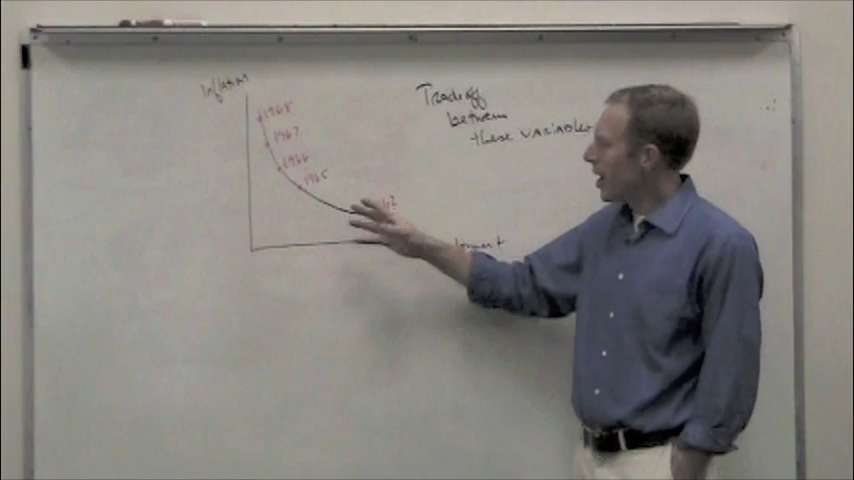 Inflation
Tradeoff
between
these variables
1968
1967
1966
1965